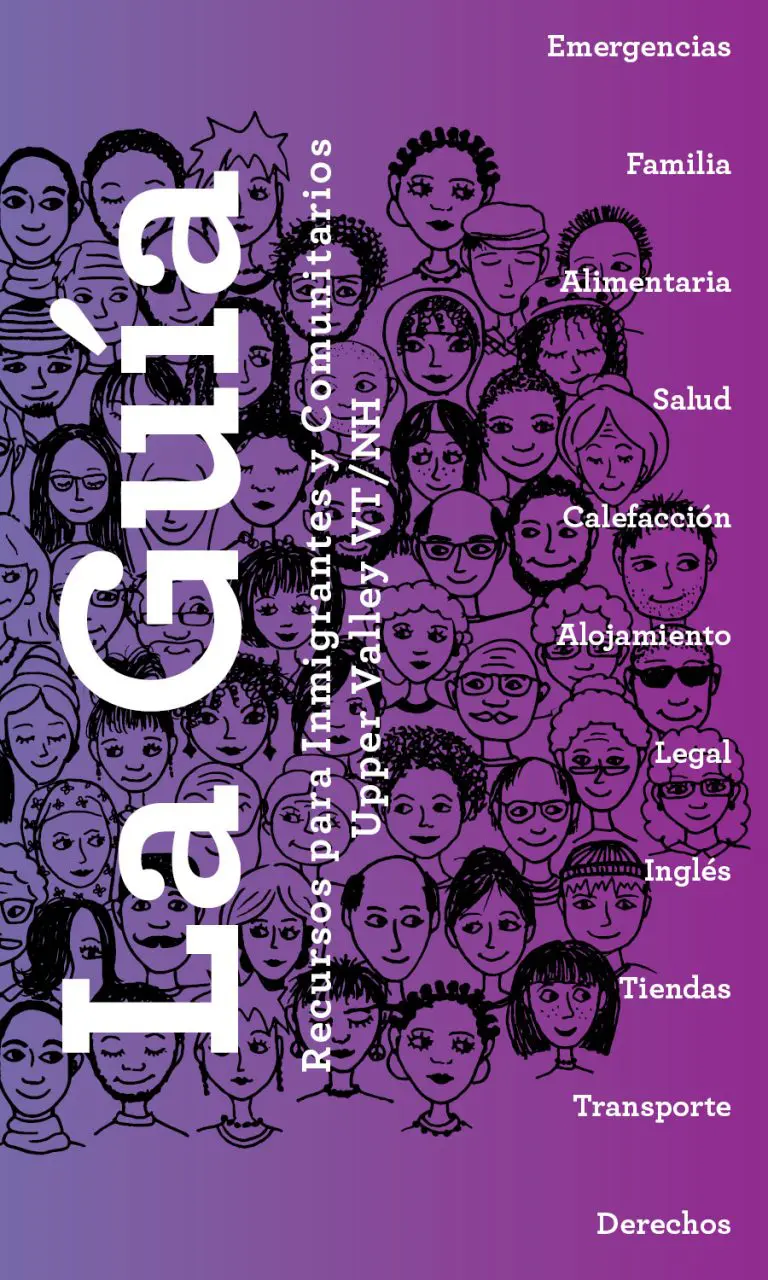 La Guía
Recursos para Inmigrantes y Comunitarios
Upper Valley VT/NH
Emergencias
Familia
Alimentaria
Salud
Calefacción
Alojamiento
Legal
Inglés
Tiendas
Transporte
Derechos